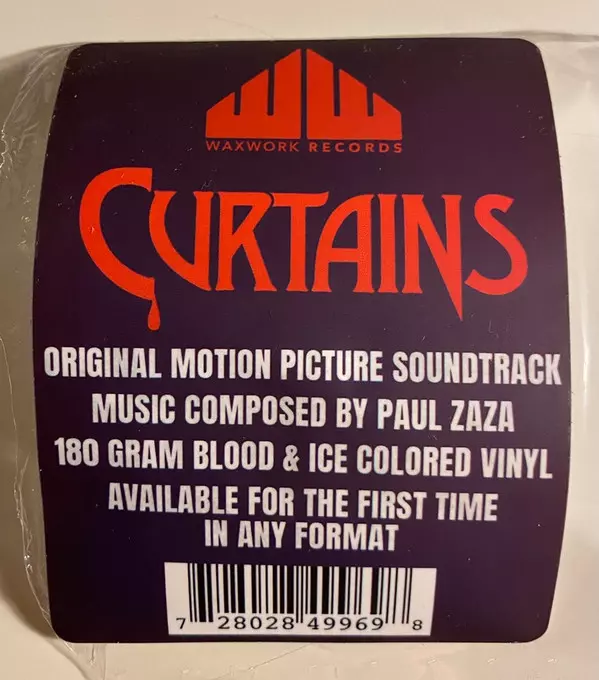 WAXWORK RECORDS
CURTAINS
ORIGINAL MOTION PICTURE SOUNDTRACK
MUSIC COMPOSED BY PAUL ZAZA
180 GRAM BLOOD & ICE COLORED VINYL
AVAILABLE FOR THE FIRST TIME
IN ANY FORMAT
7 28028 49969 8